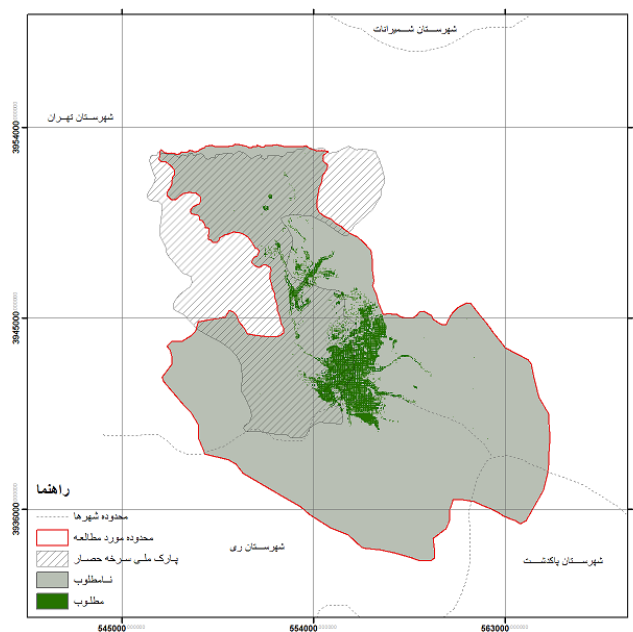 شهرستان شمیرانات
شهرستان تهران
3954000
3945000
3936000
راهنما
محدوده شهرها
محدوده مورد مطالعه
پارک ملی سرخه حصار
نامطلوب
مطلوب
شهرستان ری
شهرستان پاکدشت
545000
554000
563000